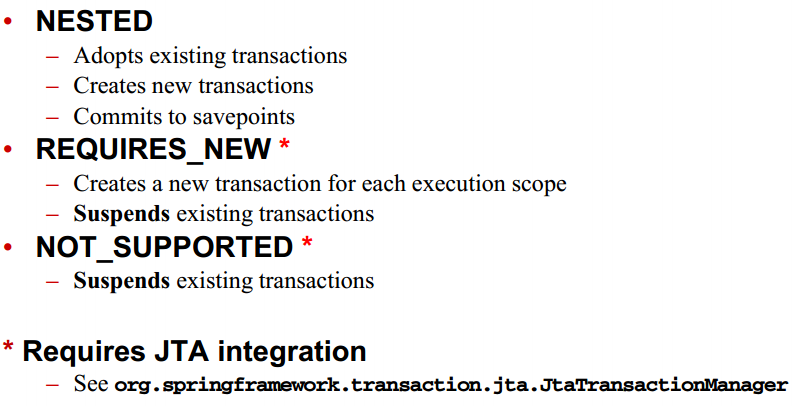 • NESTED
– Adopts existing transactions
– Creates new transactions
– Commits to savepoints
• REQUIRES_NEW *
– Creates a new transaction for each execution scope
– Suspends existing transactions
• NOT_SUPPORTED *
– Suspends existing transactions
* Requires JTA integration
– See org.springframework.transaction.jta.JtaTransactionManager